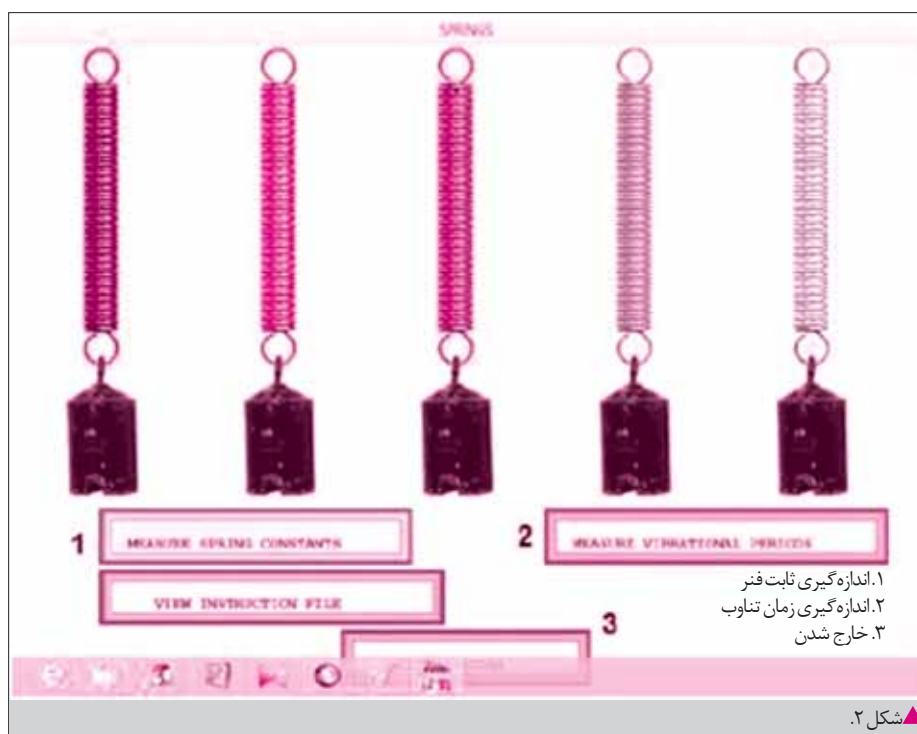 SPRINGS
1
MEASURE SPRING CONSTANTS
2
MEASURE VIBRATIONAL PERIODS
VIEW INSTRUCTION FILE
3
۱. اندازه‌گیری ثابت فنر
۲. اندازه‌گیری زمان تناوب
۳. خارج شدن
شکل ۲.